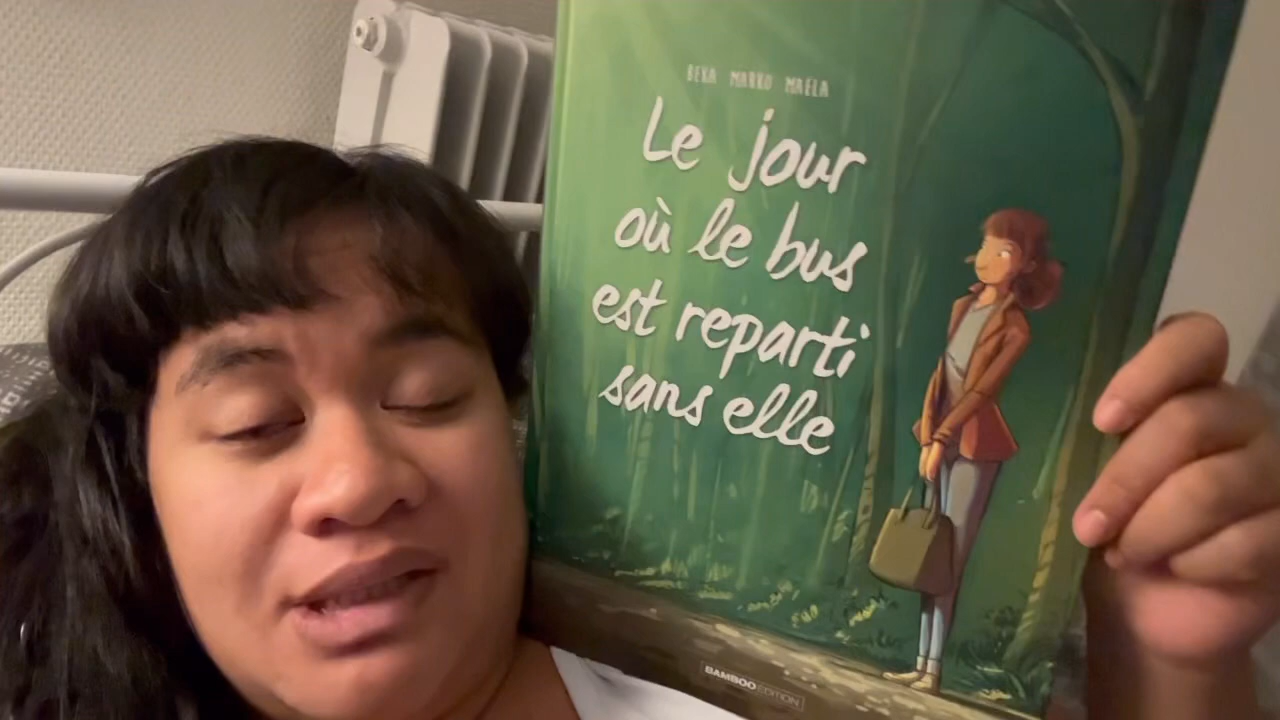 BEKA MARKO MAËLA
Le jour
où le bus
est reparti
sans elle
BAMBOO EDITION